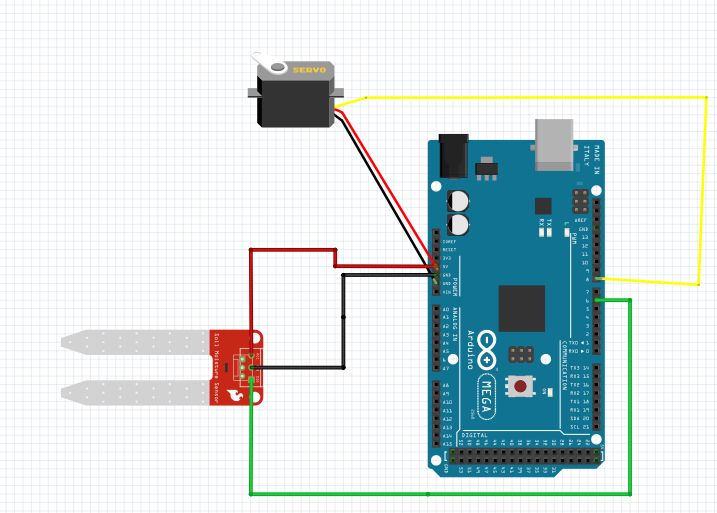 SERVO
MADE IN
ITALY
AREF
GND
13
12
11
10
9
8
7
6
5
4
3
2
TX0 ▶ 1
RX0 ▶ 0
PWM
RX
TX
L
IOREF
RESET
3V3
5V
GND
GND
VIN
POWER
A0
A1
A2
A3
A4
A5
A6
A7
ANALOG IN
A8
A9
A10
A11
A12
A13
A14
A15
Arduino
MEGA
ON
COMMUNICATION
TX3 14
RX3 15
TX2 16
RX2 17
TX1 18
RX1 19
SDA 20
SCL 21
DIGITAL
Soil Moisture Sensor